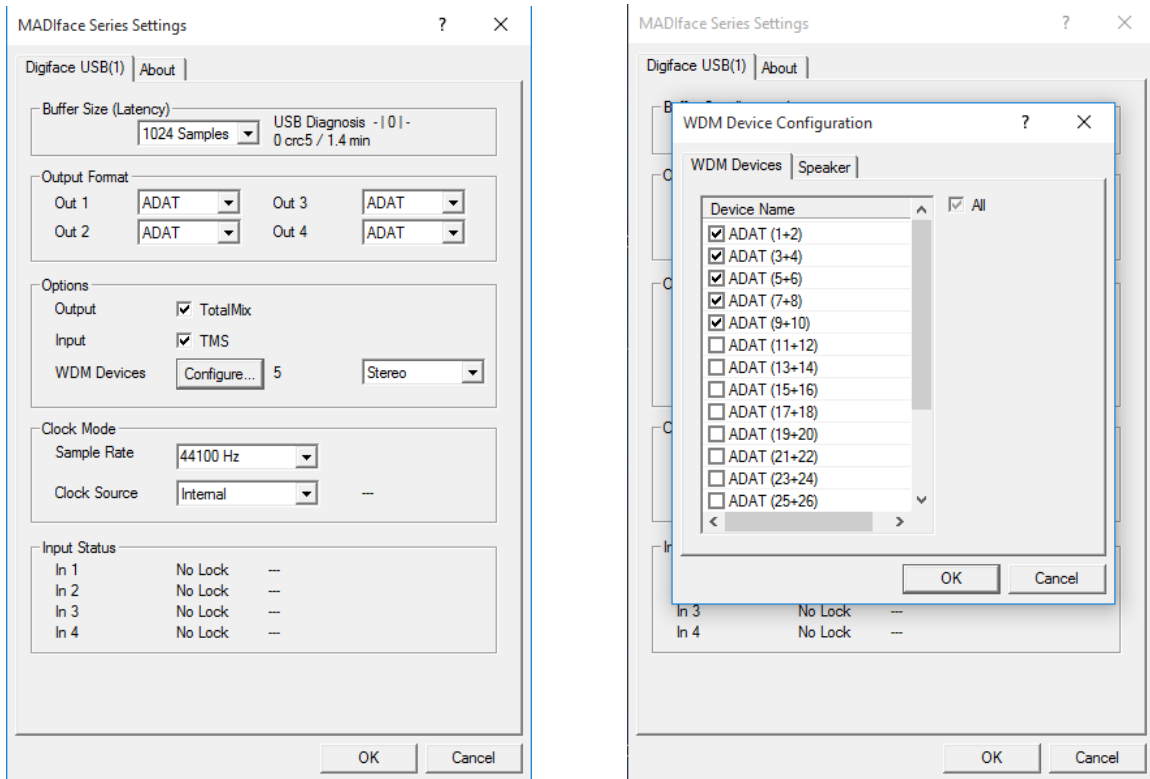 MADIface Series Settings ? ×
Digiface USB(1) About
Buffer Size (Latency)
1024 Samples
USB Diagnosis - | 0 | -
0 crc5 / 1.4 min
Output Format
Out 1 ADAT Out 3 ADAT
Out 2 ADAT Out 4 ADAT
Options
Output TotalMix
Input TMS
WDM Devices Configure... 5 Stereo
Clock Mode
Sample Rate 44100 Hz
Clock Source Internal ---
Input Status
In 1 No Lock ---
In 2 No Lock ---
In 3 No Lock ---
In 4 No Lock ---
OK Cancel
MADIface Series Settings ? ×
Digiface USB(1) About
WDM Device Configuration ? ×
WDM Devices Speaker
Device Name
All
ADAT (1+2)
ADAT (3+4)
ADAT (5+6)
ADAT (7+8)
ADAT (9+10)
ADAT (11+12)
ADAT (13+14)
ADAT (15+16)
ADAT (17+18)
ADAT (19+20)
ADAT (21+22)
ADAT (23+24)
ADAT (25+26)
OK Cancel
In 3 No Lock ---
In 4 No Lock ---
OK Cancel